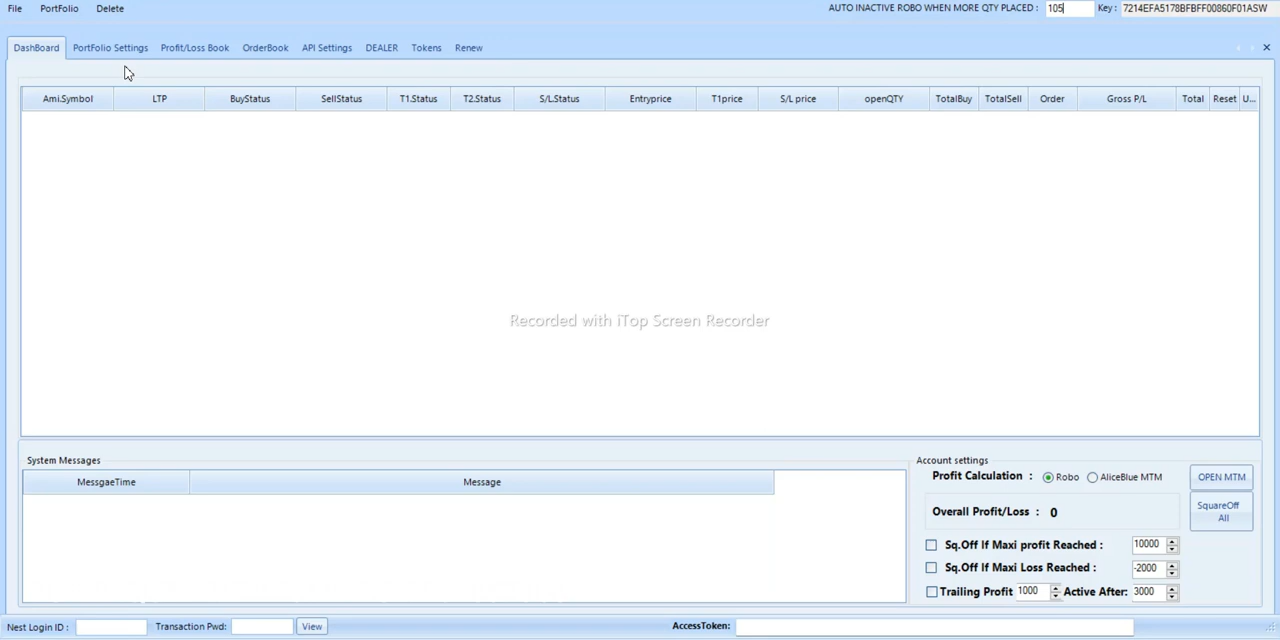 File PortFolio Delete AUTO INACTIVE ROBO WHEN MORE QTY PLACED : 105 Key : 7214EFA5178BFBFF00860F01ASW
DashBoard PortFolio Settings Profit/Loss Book OrderBook API Settings DEALER Tokens Renew
Ami.Symbol LTP BuyStatus SellStatus T1.Status T2.Status S/L.Status Entryprice T1price S/L price openQTY TotalBuy TotalSell Order Gross P/L Total Reset U...
Recorded with iTop Screen Recorder
System Messages
MessgaeTime Message
Account settings
Profit Calculation : Robo AliceBlue MTM OPEN MTM
Overall Profit/Loss : 0 SquareOff
All
Sq.Off If Maxi profit Reached : 10000
Sq.Off If Maxi Loss Reached : -2000
Trailing Profit 1000 Active After: 3000
Nest Login ID : Transaction Pwd: View AccessToken: